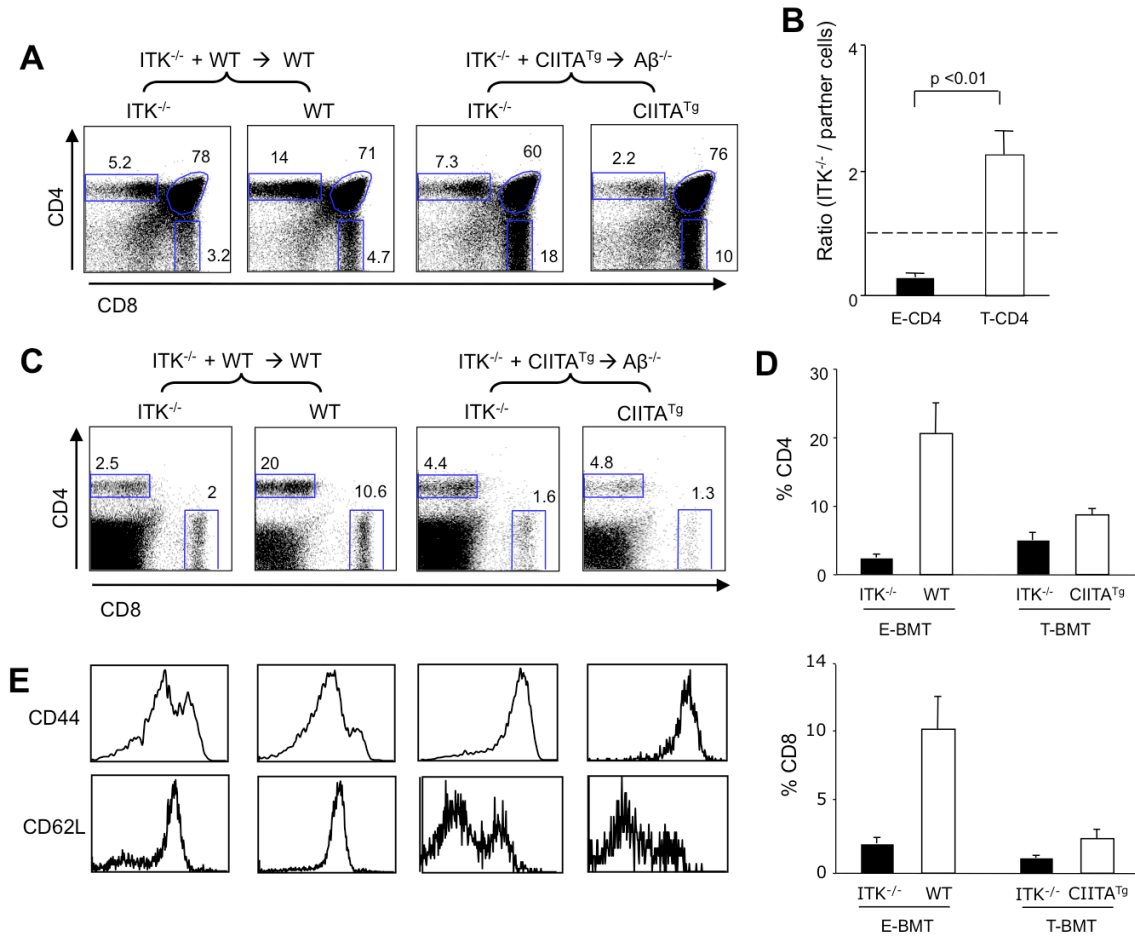 A
ITK-/- + WT → WT
ITK-/- + CIITATg → Aβ-/-
ITK-/-
WT
ITK-/-
CIITATg
5.2
78
14
71
7.3
60
2.2
76
3.2
4.7
18
10
CD4
CD8
B
Ratio (ITK-/- / partner cells)
4
2
0
p <0.01
E-CD4
T-CD4
C
ITK-/- + WT → WT
ITK-/- + CIITATg → Aβ-/-
ITK-/-
WT
ITK-/-
CIITATg
2.5
2
20
10.6
4.4
1.6
4.8
1.3
CD4
CD8
D
% CD4
30
20
10
0
ITK-/-
WT
ITK-/-
CIITATg
E-BMT
T-BMT
% CD8
14
10
5
0
ITK-/-
WT
ITK-/-
CIITATg
E-BMT
T-BMT
E
CD44
CD62L